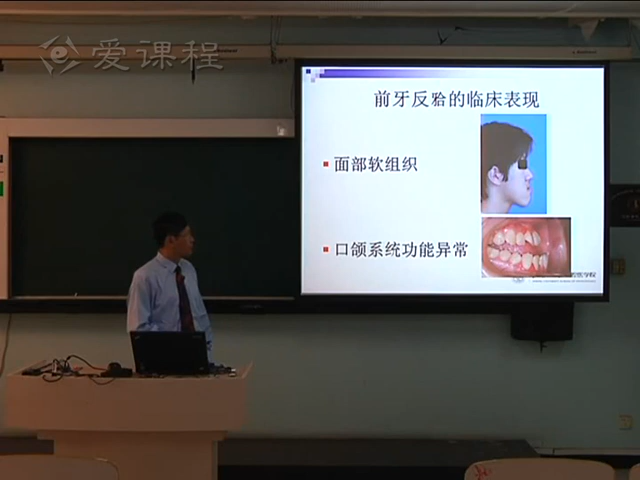 爱课程
前牙反𬌗的临床表现
面部软组织
口颌系统功能异常